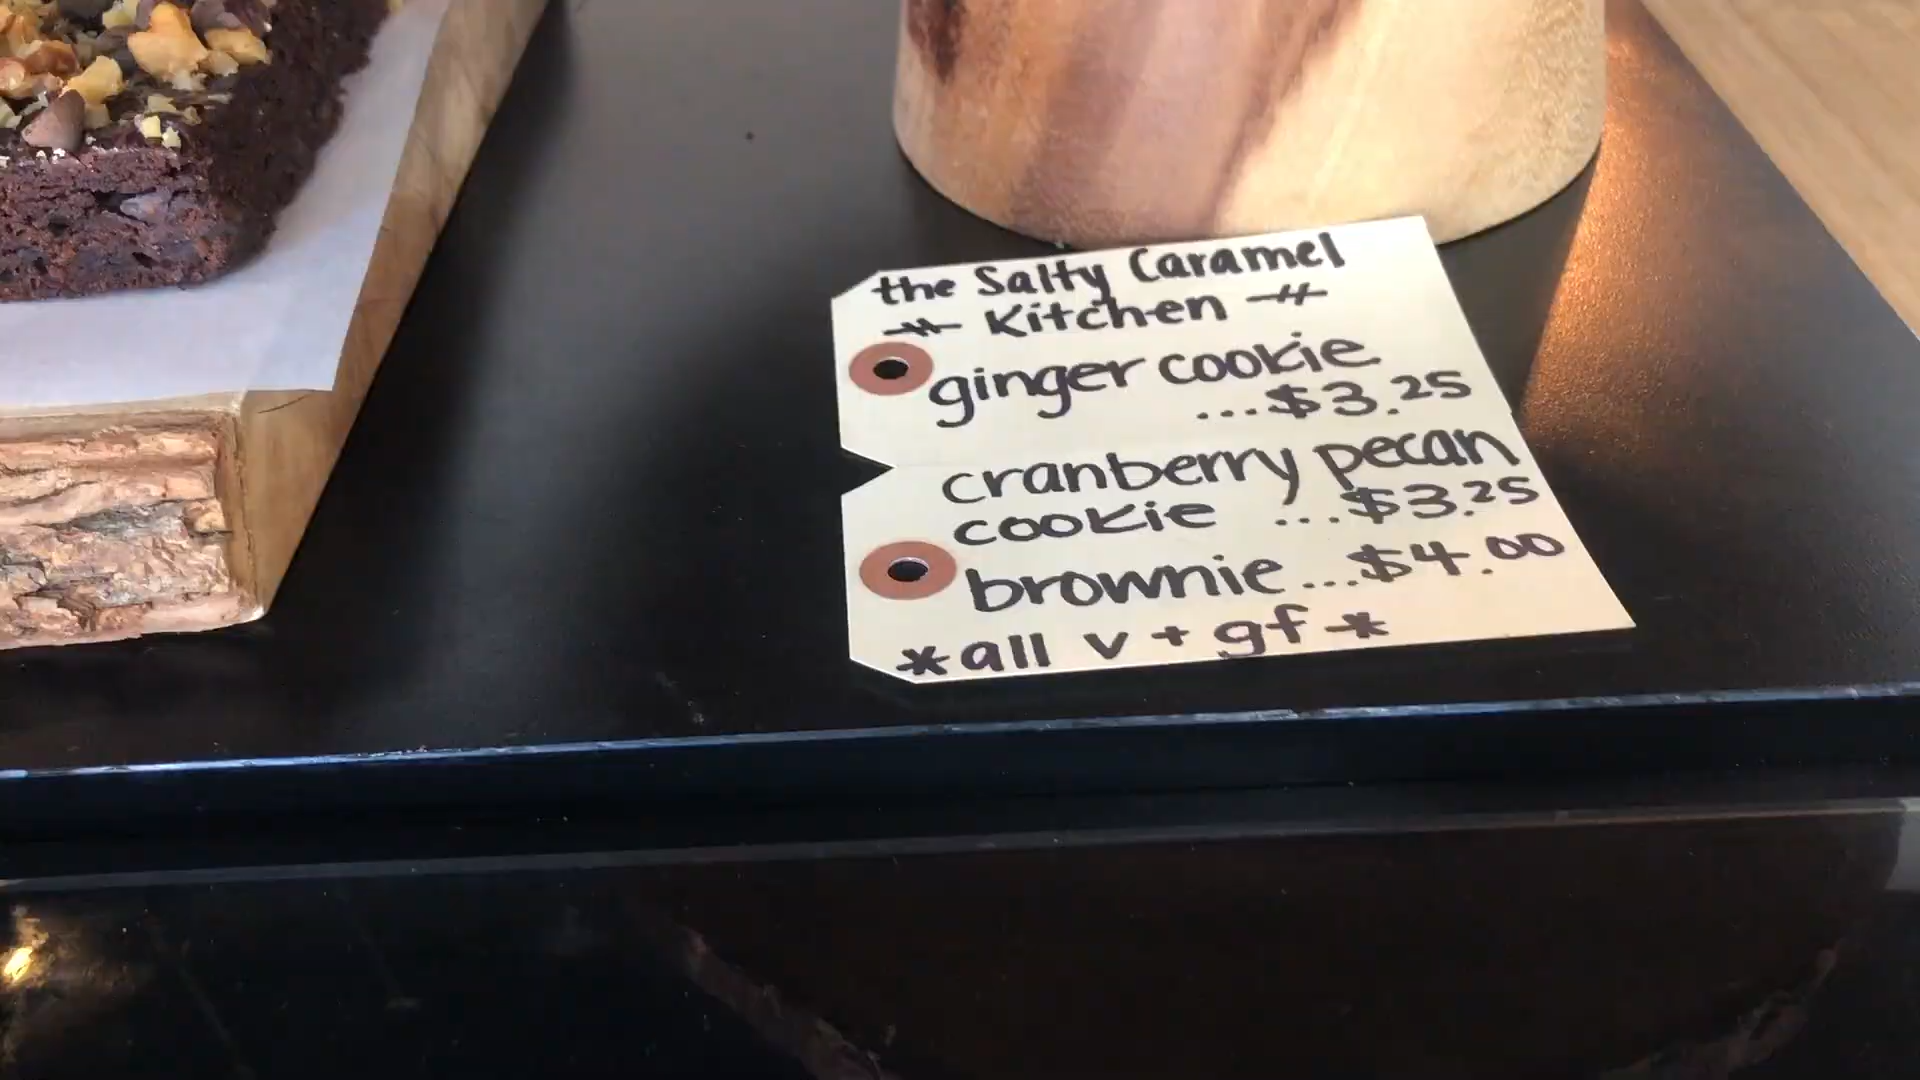 the Salty Caramel
Kitchen
ginger cookie
...$3.25
cranberry pecan
cookie ...$3.25
brownie...$4.00
*all v + gf*